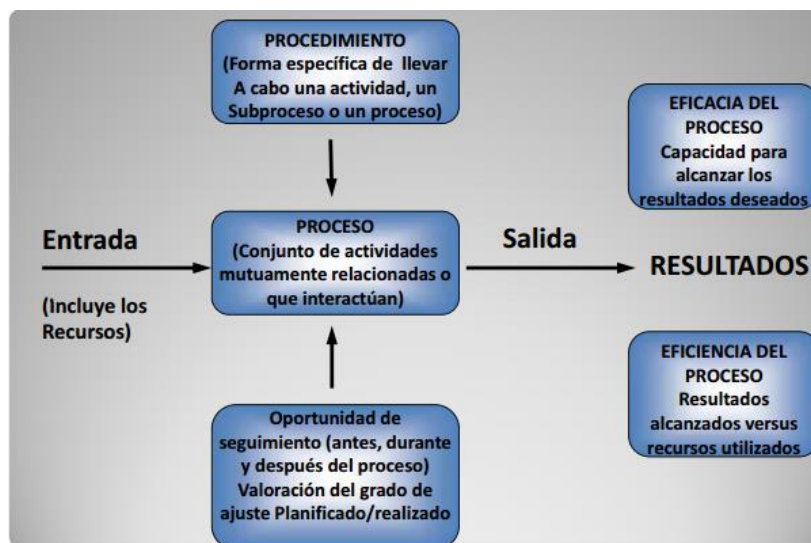 PROCEDIMIENTO
(Forma específica de llevar
A cabo una actividad, un
Subproceso o un proceso)
EFICACIA DEL
PROCESO
Capacidad para
alcanzar los
resultados deseados
Entrada
(Incluye los
Recursos)
PROCESO
(Conjunto de actividades
mutuamente relacionadas o
que interactúan)
Salida
RESULTADOS
Oportunidad de
seguimiento (antes, durante
y después del proceso)
Valoración del grado de
ajuste Planificado/realizado
EFICIENCIA DEL
PROCESO
Resultados
alcanzados versus
recursos utilizados